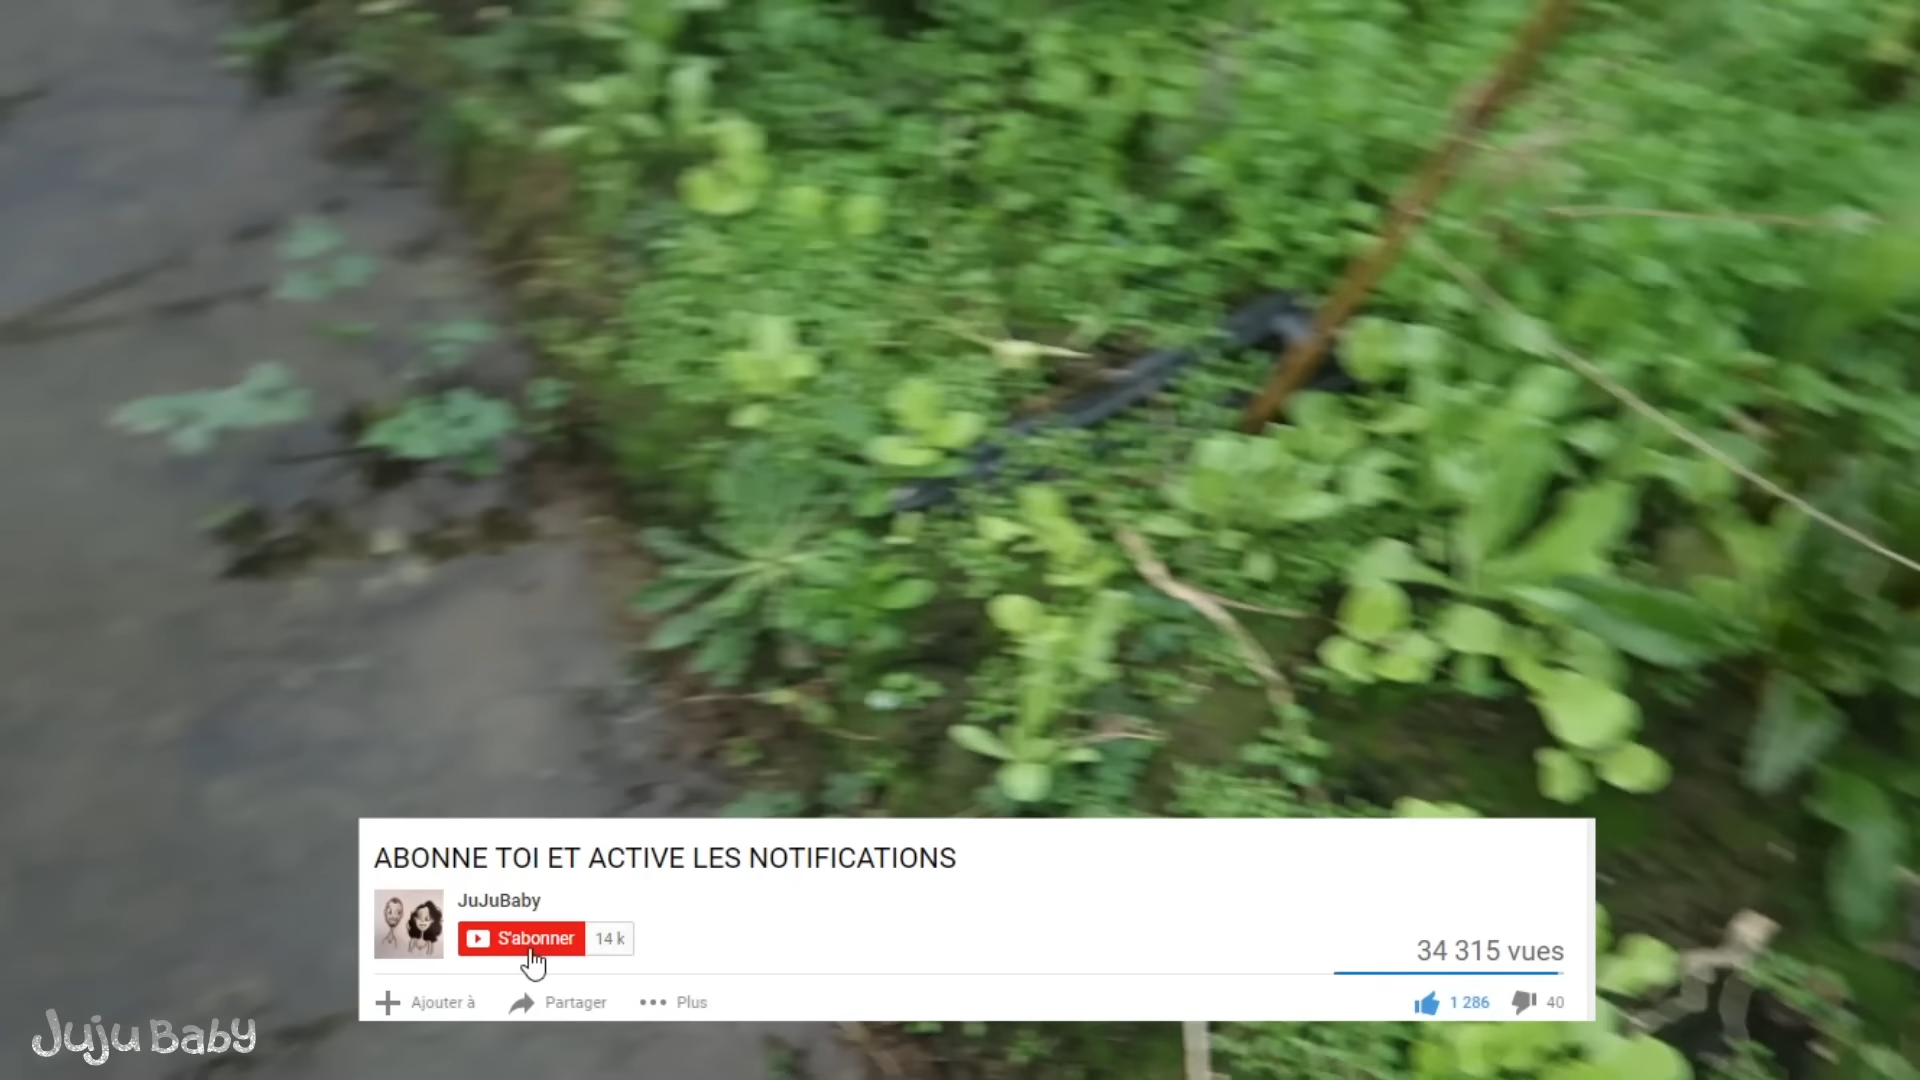 ABONNE TOI ET ACTIVE LES NOTIFICATIONS
JuJuBaby
S'abonner 14 k
34 315 vues
Ajouter à Partager Plus 1 286 40
Juju Baby